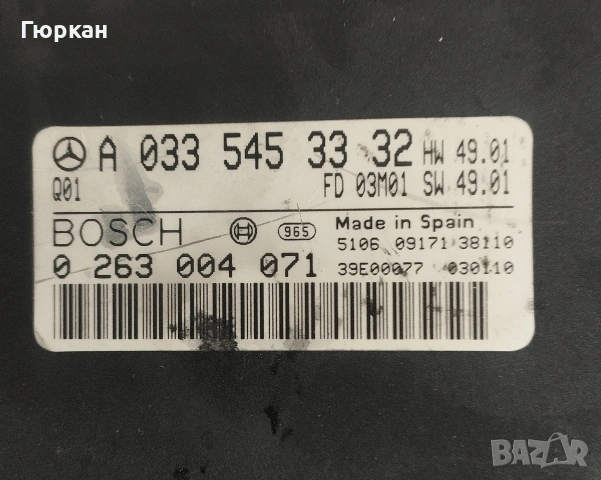 Гюркан
A 033 545 33 32 HW 49.01
Q01 FD 03M01 SW 49.01
BOSCH 965 Made in Spain
5106 09171 38110
0 263 004 071 39E00077 030110
BAZAR